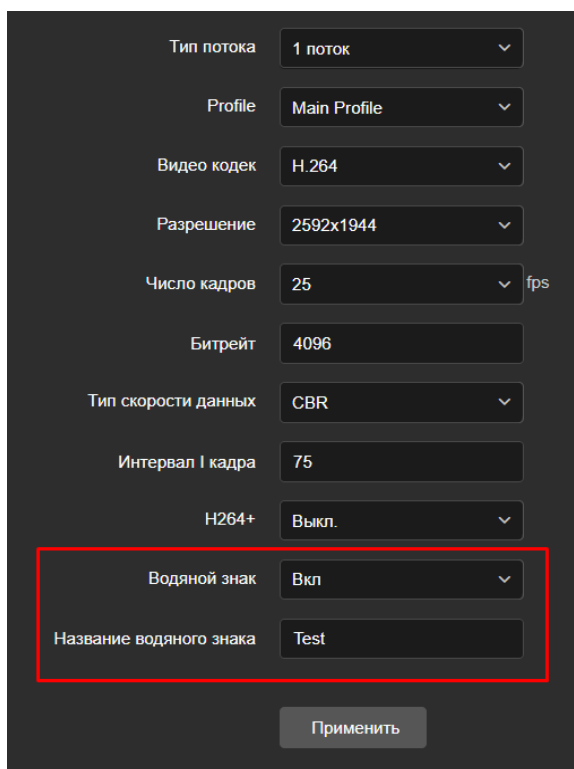 Тип потока 1 поток
Profile Main Profile
Видео кодек H.264
Разрешение 2592x1944
Число кадров 25 fps
Битрейт 4096
Тип скорости данных CBR
Интервал I кадра 75
H264+ Выкл.
Водяной знак Вкл
Название водяного знака Test
Применить